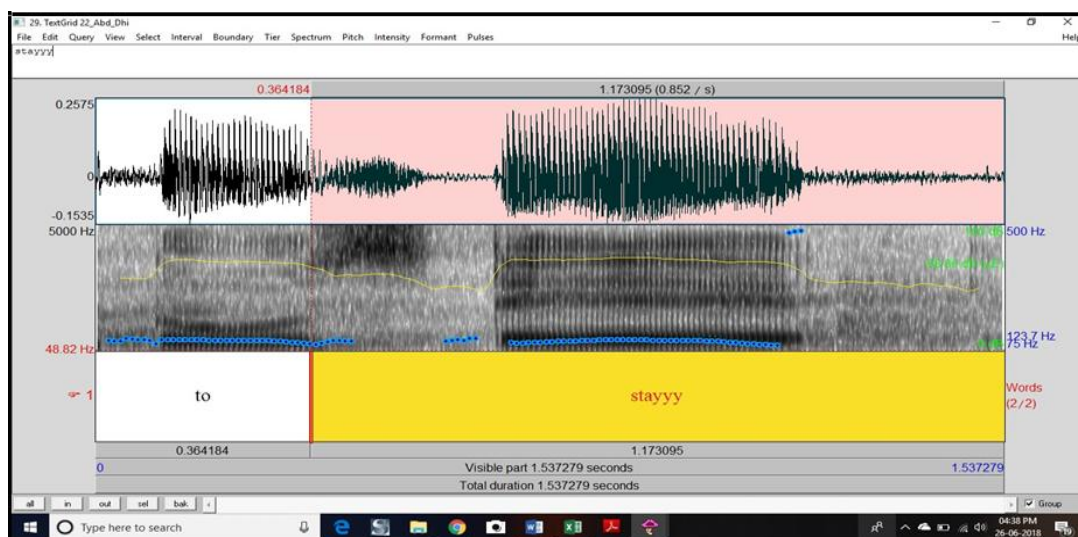 29. TextGrid 22_Abd_Dhi
File Edit Query View Select Interval Boundary Tier Spectrum Pitch Intensity Formant Pulses Help
stayyy
0.364184 1.173095 (0.852 / s)
0.2575
0
-0.1535
5000 Hz 500 Hz
123.7 Hz
48.82 Hz 75 Hz
1 to stayyy Words
(2/2)
0.364184 1.173095
0 Visible part 1.537279 seconds 1.537279
Total duration 1.537279 seconds
all in out sel bak Group
Type here to search 04:38 PM
26-06-2018